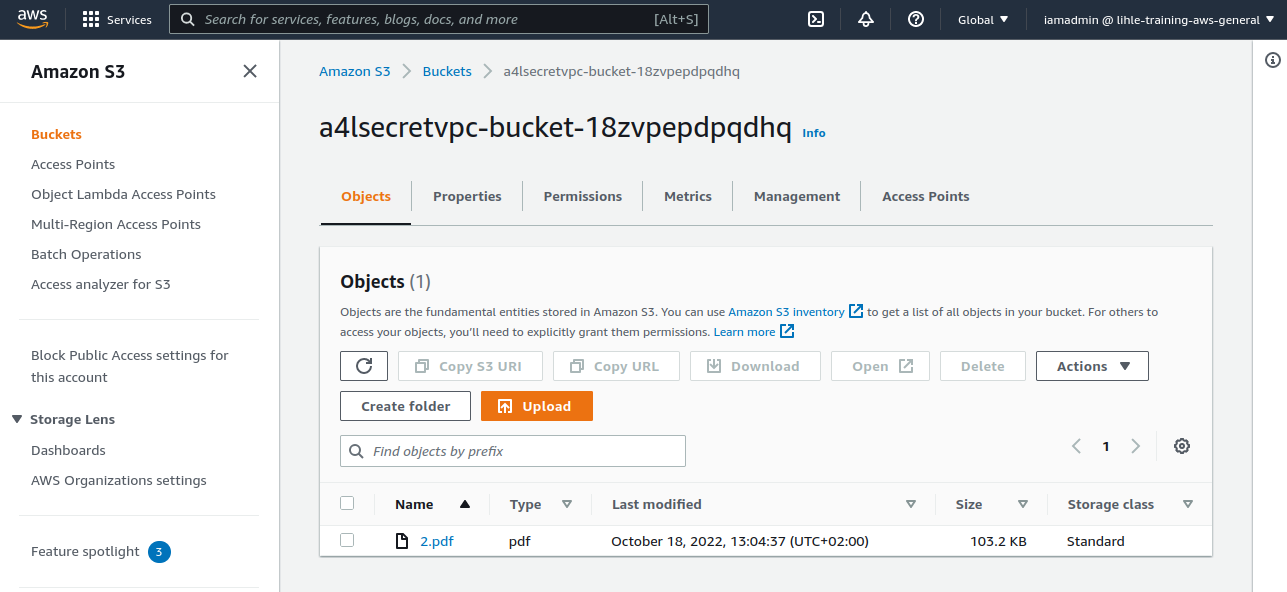 aws Services Search for services, features, blogs, docs, and more [Alt+S] Global iamadmin @ lihle-training-aws-general
Amazon S3
Buckets
Access Points
Object Lambda Access Points
Multi-Region Access Points
Batch Operations
Access analyzer for S3
Block Public Access settings for
this account
Storage Lens
Dashboards
AWS Organizations settings
Feature spotlight 3
Amazon S3 Buckets a4lsecretvpc-bucket-18zvpepdpqdhq
a4lsecretvpc-bucket-18zvpepdpqdhq Info
Objects Properties Permissions Metrics Management Access Points
Objects (1)
Objects are the fundamental entities stored in Amazon S3. You can use Amazon S3 inventory to get a list of all objects in your bucket. For others to
access your objects, you'll need to explicitly grant them permissions. Learn more
Copy S3 URI Copy URL Download Open Delete Actions
Create folder Upload
Find objects by prefix 1
Name Type Last modified Size Storage class
2.pdf pdf October 18, 2022, 13:04:37 (UTC+02:00) 103.2 KB Standard